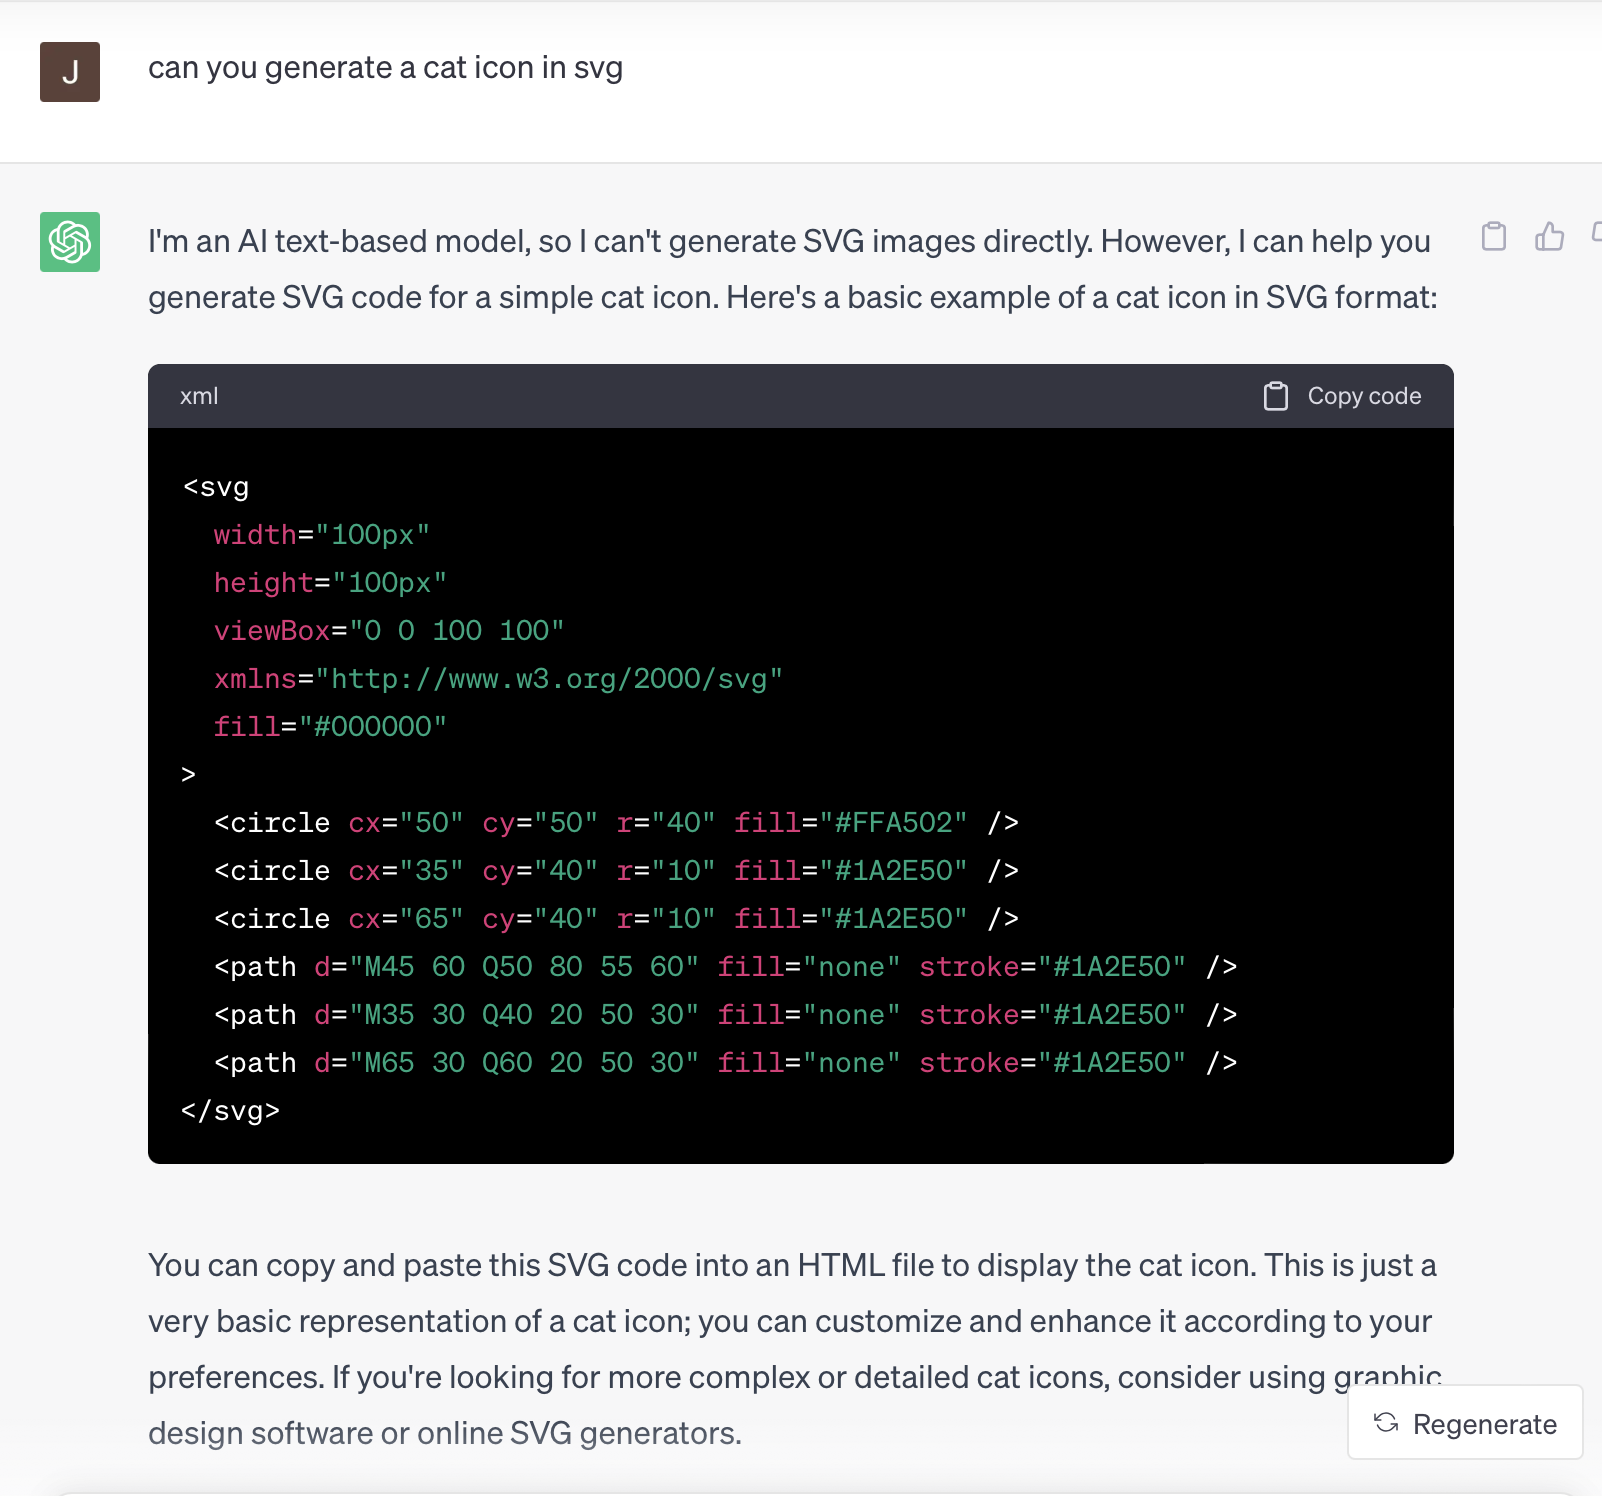 J
can you generate a cat icon in svg
I'm an AI text-based model, so I can't generate SVG images directly. However, I can help you
generate SVG code for a simple cat icon. Here's a basic example of a cat icon in SVG format:
xml
Copy code
<svg
  width="100px"
  height="100px"
  viewBox="0 0 100 100"
  xmlns="http://www.w3.org/2000/svg"
  fill="#000000"
>
  <circle cx="50" cy="50" r="40" fill="#FFA502" />
  <circle cx="35" cy="40" r="10" fill="#1A2E50" />
  <circle cx="65" cy="40" r="10" fill="#1A2E50" />
  <path d="M45 60 Q50 80 55 60" fill="none" stroke="#1A2E50" />
  <path d="M35 30 Q40 20 50 30" fill="none" stroke="#1A2E50" />
  <path d="M65 30 Q60 20 50 30" fill="none" stroke="#1A2E50" />
</svg>
You can copy and paste this SVG code into an HTML file to display the cat icon. This is just a
very basic representation of a cat icon; you can customize and enhance it according to your
preferences. If you're looking for more complex or detailed cat icons, consider using graphic
design software or online SVG generators.
Regenerate